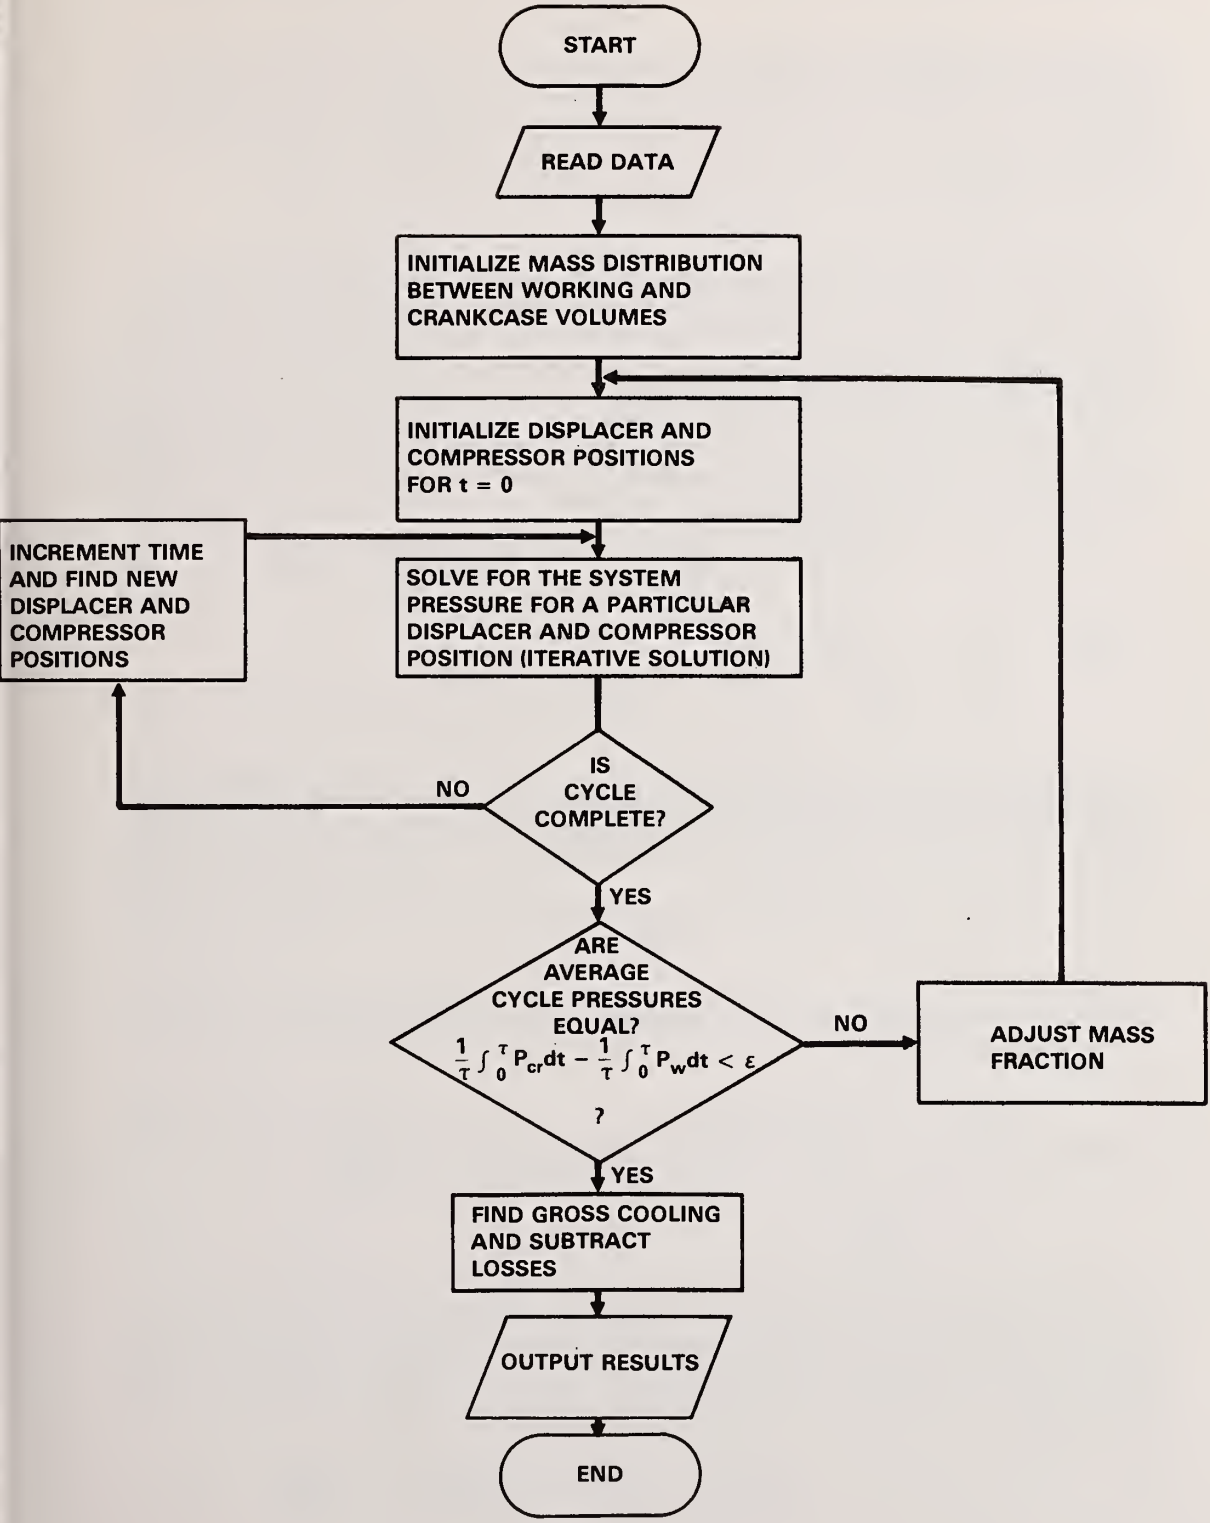 START
READ DATA
INITIALIZE MASS DISTRIBUTION
BETWEEN WORKING AND
CRANKCASE VOLUMES
INITIALIZE DISPLACER AND
COMPRESSOR POSITIONS
FOR t = 0
INCREMENT TIME
AND FIND NEW
DISPLACER AND
COMPRESSOR
POSITIONS
SOLVE FOR THE SYSTEM
PRESSURE FOR A PARTICULAR
DISPLACER AND COMPRESSOR
POSITION (ITERATIVE SOLUTION)
IS
CYCLE
COMPLETE?
NO
YES
ARE
AVERAGE
CYCLE PRESSURES
EQUAL?
1/τ ∫₀^τ P_cr dt − 1/τ ∫₀^τ P_w dt < ε
?
NO
ADJUST MASS
FRACTION
YES
FIND GROSS COOLING
AND SUBTRACT
LOSSES
OUTPUT RESULTS
END